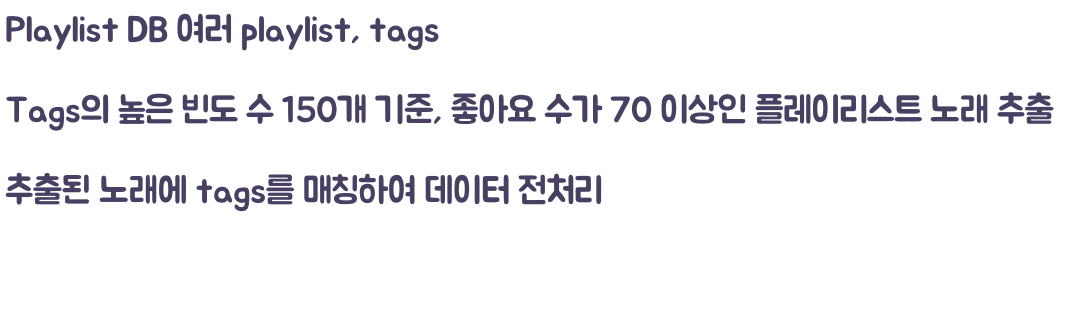 Playlist DB 여러 playlist, tags
Tags의 높은 빈도 수 150개 기준, 좋아요 수가 70 이상인 플레이리스트 노래 추출
추출된 노래에 tags를 매칭하여 데이터 전처리